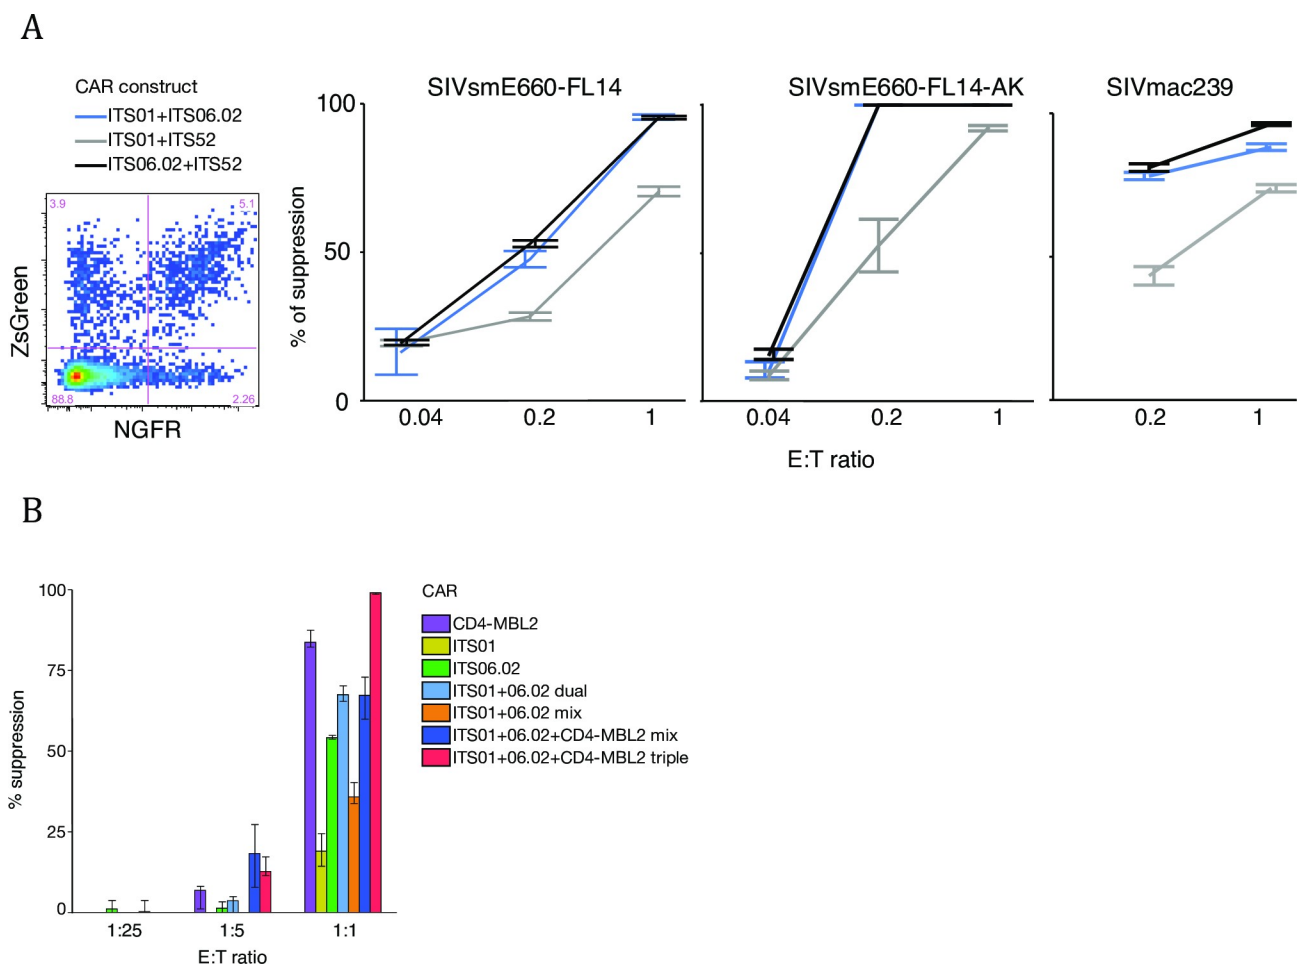 A
CAR construct
ITS01+ITS06.02
ITS01+ITS52
ITS06.02+ITS52
3.9
5.1
88.8
2.26
ZsGreen
NGFR
SIVsmE660-FL14
SIVsmE660-FL14-AK
SIVmac239
% of suppression
100
50
0
0.04 0.2 1
0.04 0.2 1
0.2 1
E:T ratio
B
% suppression
100
75
50
25
0
1:25 1:5 1:1
E:T ratio
CAR
CD4-MBL2
ITS01
ITS06.02
ITS01+06.02 dual
ITS01+06.02 mix
ITS01+06.02+CD4-MBL2 mix
ITS01+06.02+CD4-MBL2 triple